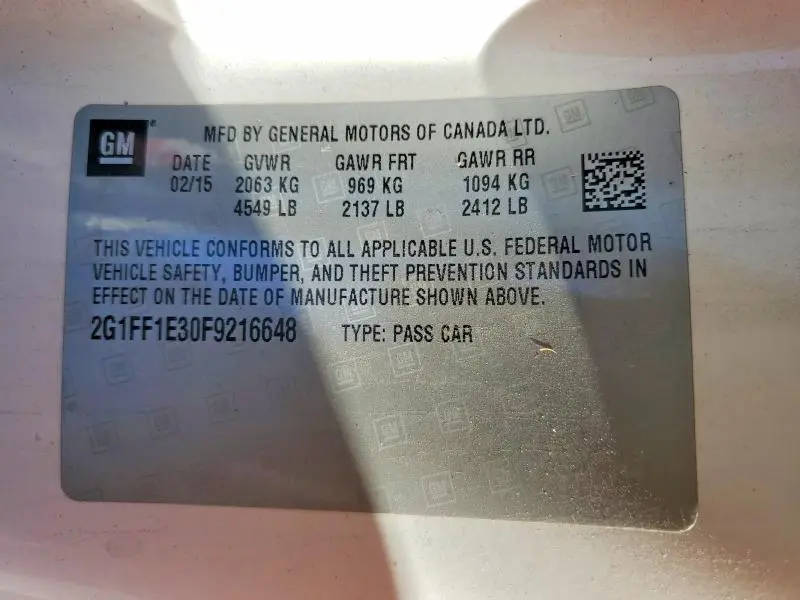 GM® MFD BY GENERAL MOTORS OF CANADA LTD.
DATE GVWR GAWR FRT GAWR RR
02/15 2063 KG 969 KG 1094 KG
4549 LB 2137 LB 2412 LB
THIS VEHICLE CONFORMS TO ALL APPLICABLE U.S. FEDERAL MOTOR
VEHICLE SAFETY, BUMPER, AND THEFT PREVENTION STANDARDS IN
EFFECT ON THE DATE OF MANUFACTURE SHOWN ABOVE.
2G1FF1E30F9216648 TYPE: PASS CAR